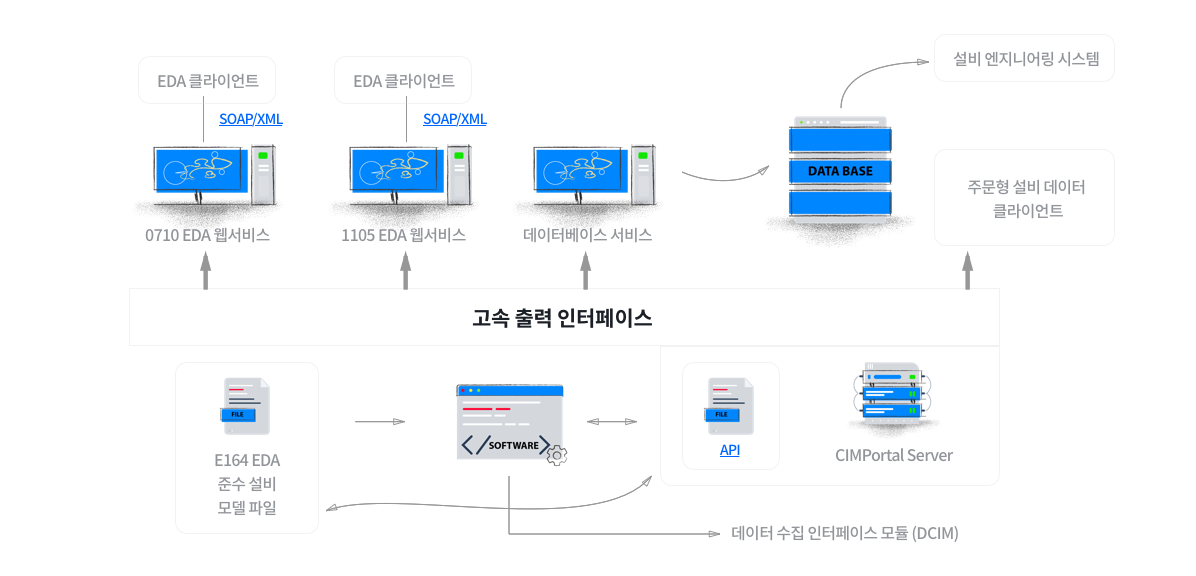 EDA 클라이언트
SOAP/XML
0710 EDA 웹서비스
EDA 클라이언트
SOAP/XML
1105 EDA 웹서비스
데이터베이스 서비스
DATA BASE
설비 엔지니어링 시스템
주문형 설비 데이터
클라이언트
고속 출력 인터페이스
FILE
E164 EDA
준수 설비
모델 파일
SOFTWARE
FILE
API
CIMPortal Server
데이터 수집 인터페이스 모듈 (DCIM)